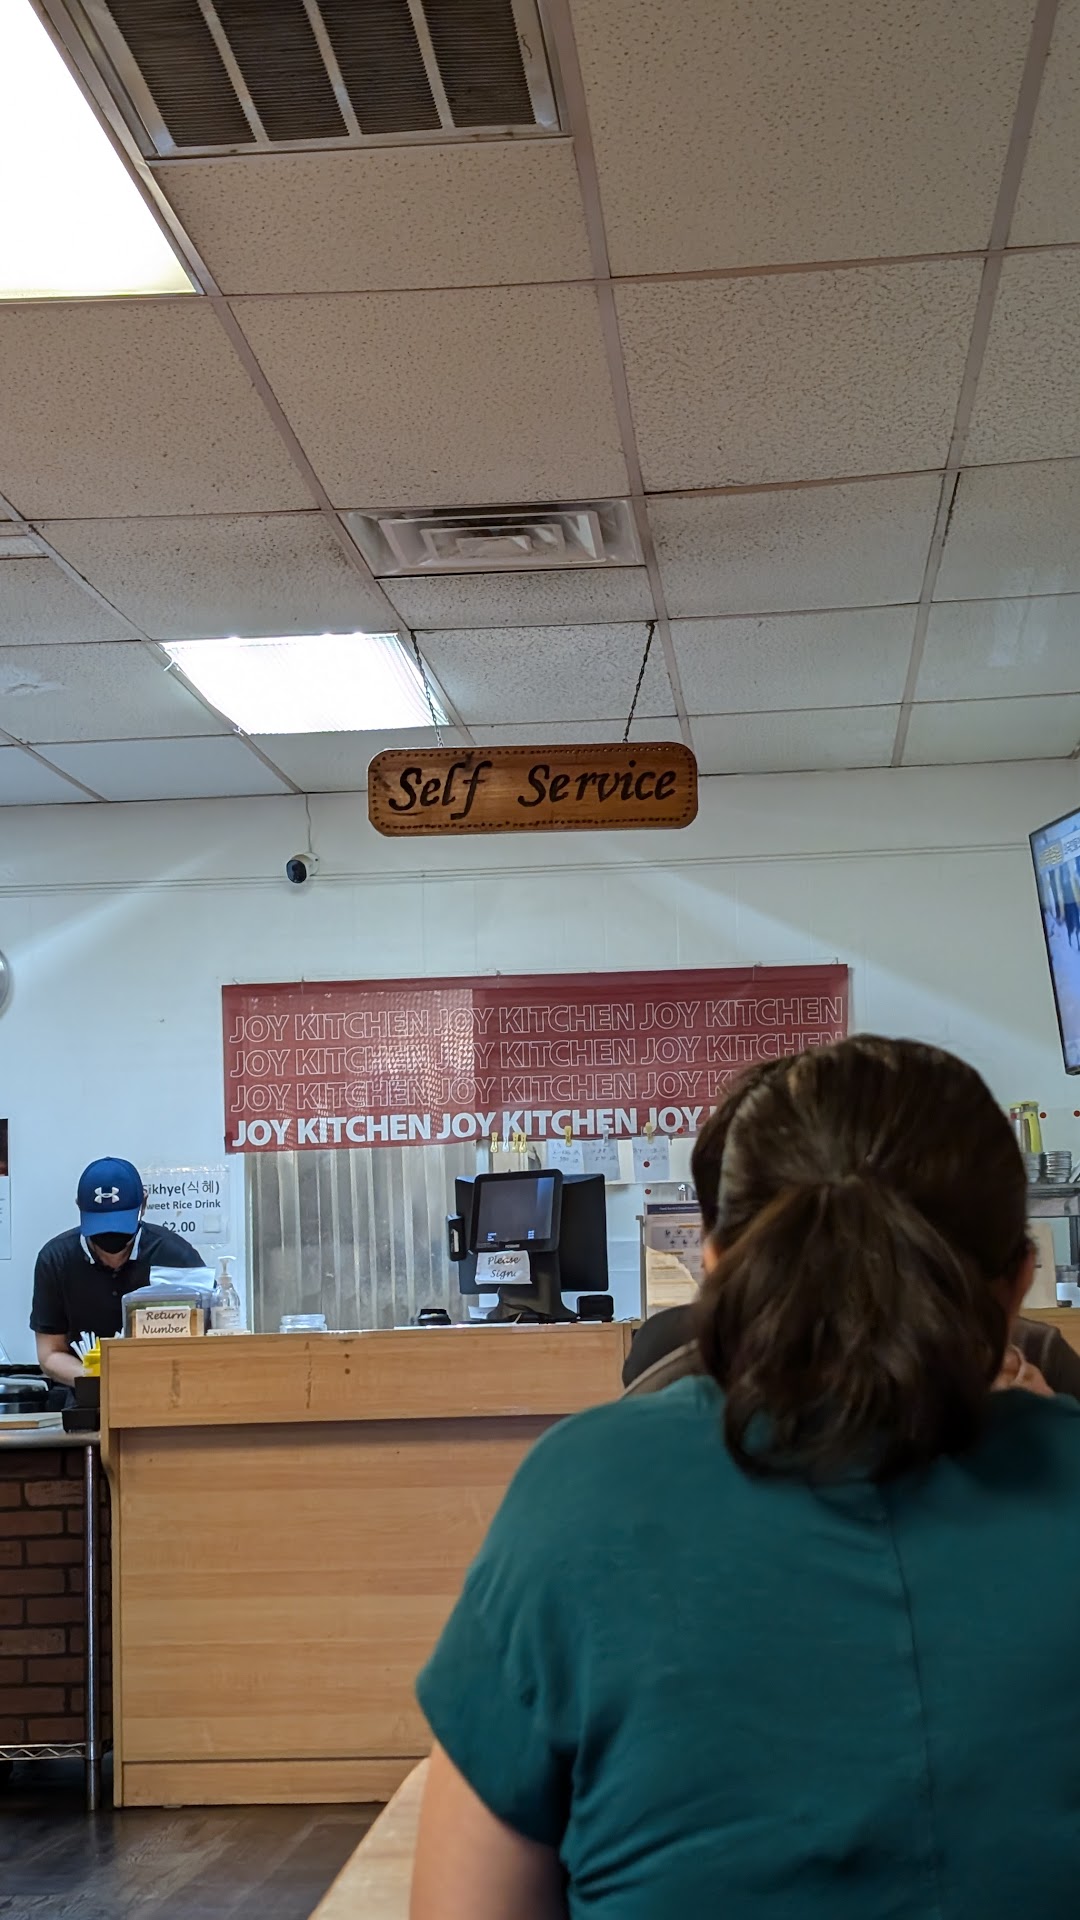 Self Service
JOY KITCHEN JOY KITCHEN JOY KITCHEN
JOY KITCHEN JOY KITCHEN JOY KITCHEN
JOY KITCHEN JOY KITCHEN JOY
JOY KITCHEN JOY KITCHEN JOY
Sikhye(식혜)
Sweet Rice Drink
$2.00
Please
Sign.
Return
Number.